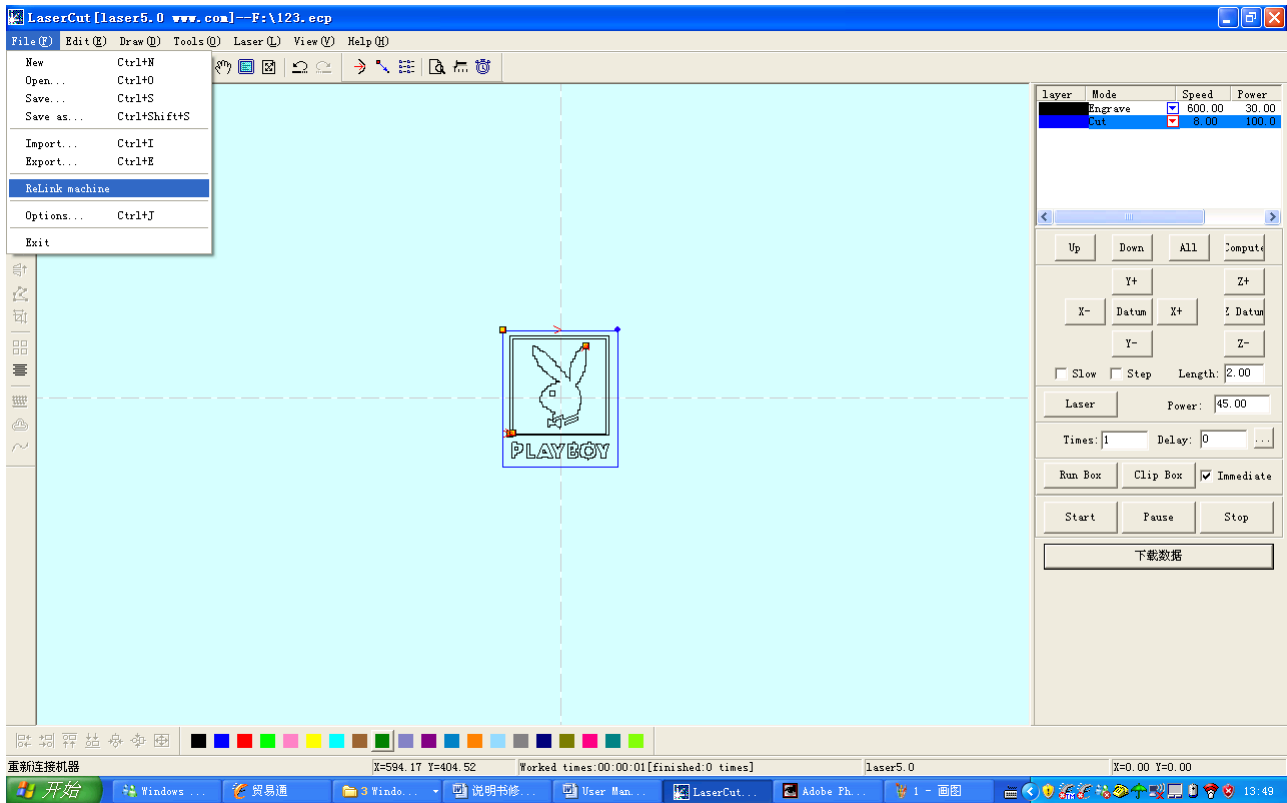 LaserCut[laser5.0 www.com]--F:\123.ecp
File(F) Edit(E) Draw(D) Tools(Q) Laser(L) View(V) Help(H)
New Ctrl+N
Open... Ctrl+O
Save... Ctrl+S
Save as... Ctrl+Shift+S
Import... Ctrl+I
Export... Ctrl+E
ReLink machine
Options... Ctrl+J
Exit
layer Mode Speed Power
Engrave 600.00 30.00
Cut 8.00 100.0
Up Down All Compute
Y+ Z+
X- Datum X+ Z Datum
Y- Z-
Slow Step Length: 2.00
Laser Power: 45.00
Times: 1 Delay: 0 ...
Run Box Clip Box Immediate
Start Pause Stop
下载数据
PLAYBOY
重新连接机器 X=594.17 Y=404.52 Worked times:00:00:01[finished:0 times] laser5.0 X=0.00 Y=0.00
开始 Windows ... 贸易通 3 Windo... 说明书修... User Man... LaserCut... Adobe Ph... 1 - 画图 13:49